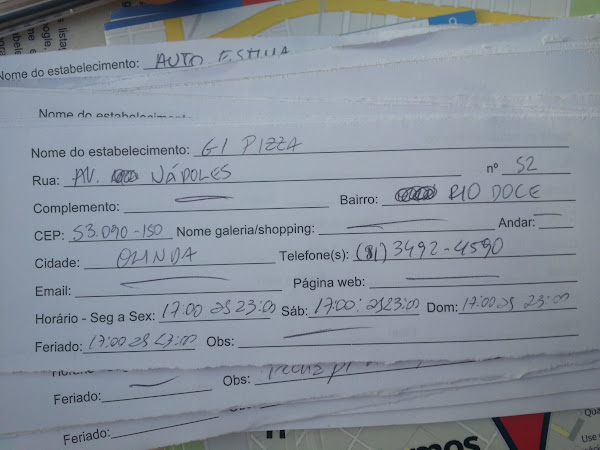 Nome do estabelecimento: AUTO ESTILLA
Nome do estabelecimento:
Nome do estabelecimento: GI PIZZA
Rua: AV. NÁPOLES nº 52
Complemento: Bairro: RIO DOCE
CEP: 53.090-150 Nome galeria/shopping: Andar:
Cidade: OLINDA Telefone(s): (81) 3492-4590
Email: Página web:
Horário - Seg a Sex: 17:00 às 23:00 Sáb: 17:00: às 23:00 Dom: 17:00 às 23:00
Feriado: 17:00 às 23:00 Obs:
Feriado: Obs:
Feriado: